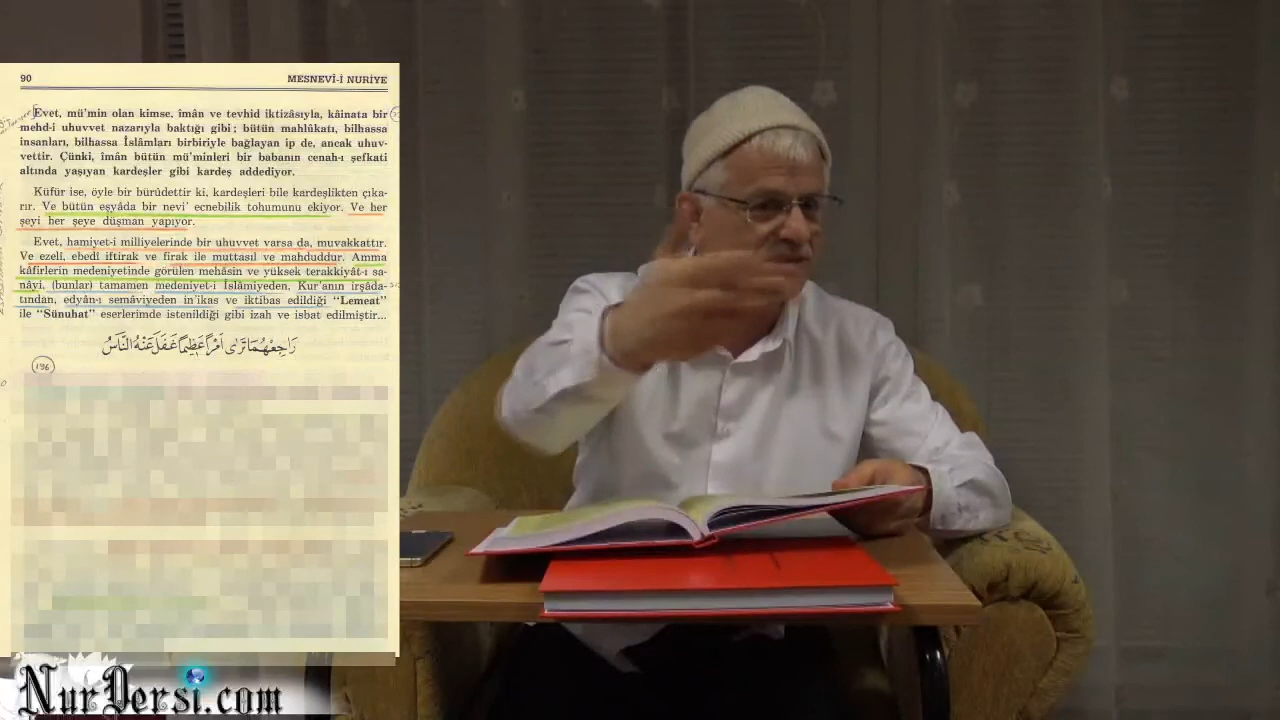 90
MESNEVÎ-İ NURİYE
Evet, mü'min olan kimse, îmân ve tevhid iktizâsıyla, kâinata bir
mehd-i uhuvvet nazarıyla baktığı gibi; bütün mahlûkatı, bilhassa
insanları, bilhassa İslâmları birbiriyle bağlayan ip de, ancak uhuv-
vettir. Çünki, îmân bütün mü'minleri bir babanın cenah-ı şefkati
altında yaşıyan kardeşler gibi kardeş addediyor.
Küfür ise, öyle bir bürûdettir ki, kardeşleri bile kardeşlikten çıka-
rır. Ve bütün eşyâda bir nevi' ecnebilik tohumunu ekiyor. Ve her
şeyi her şeye düşman yapıyor.
Evet, hamiyet-i milliyelerinde bir uhuvvet varsa da, muvakkattır.
Ve ezelî, ebedî iftirak ve firak ile muttasıl ve mahduddur. Amma
kâfirlerin medeniyetinde görülen mehâsin ve yüksek terakkiyât-ı sa-
nâyi, (bunlar) tamamen medeniyet-i İslâmiyeden, Kur'anın irşâda-
tından, edyân-ı semâviyeden in'ikas ve iktibas edildiği "Lemeat"
ile "Sünuhat" eserlerimde istenildiği gibi izah ve isbat edilmiştir...
رَاجِعْهُمَا تَرَى اَمْرًا عَظِيمًا غَفَلَ عَنْهُ النَّاسُ
136
NurDersi.com